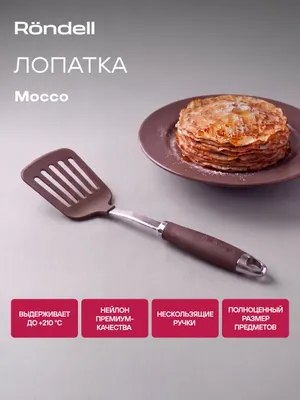 Röndell
ЛОПАТКА
Mocco
ВЫДЕРЖИВАЕТ
ДО +210 °C
НЕЙЛОН
ПРЕМИУМ-
КАЧЕСТВА
НЕСКОЛЬЗЯЩИЕ
РУЧКИ
ПОЛНОЦЕННЫЙ
РАЗМЕР
ПРЕДМЕТОВ